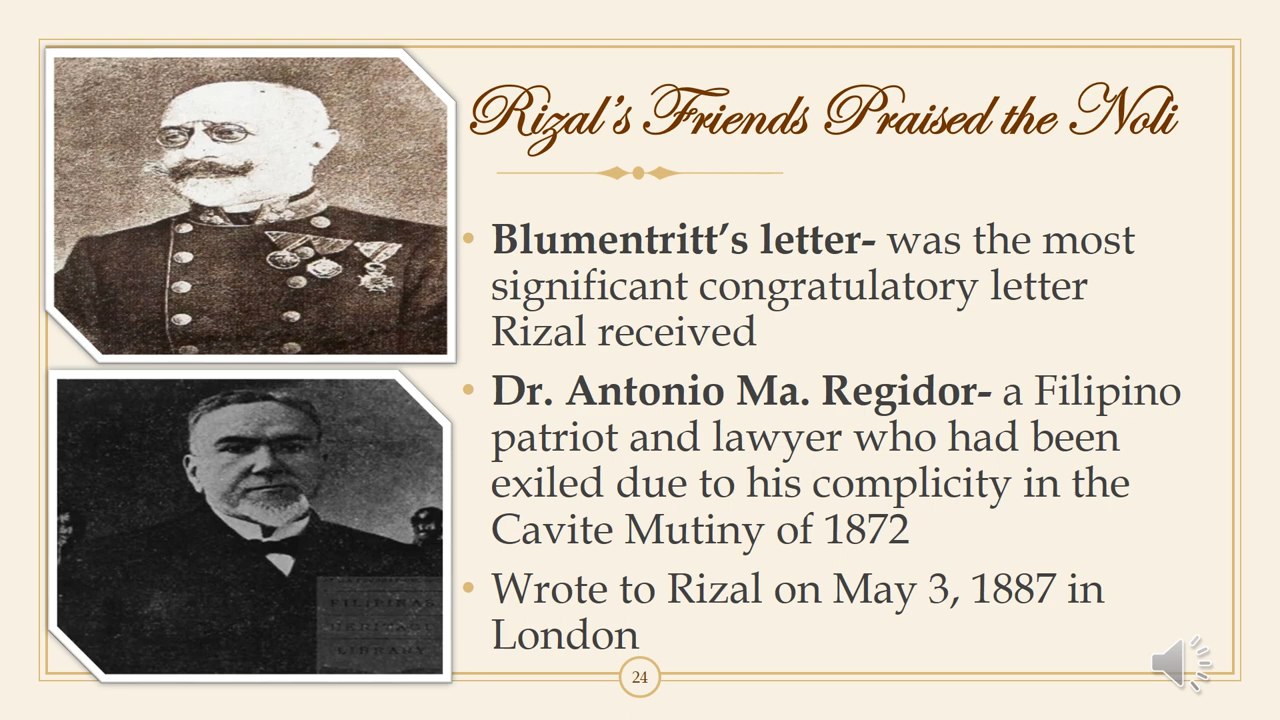 Rizal's Friends Praised the Noli
• Blumentritt's letter- was the most
significant congratulatory letter
Rizal received
• Dr. Antonio Ma. Regidor- a Filipino
patriot and lawyer who had been
exiled due to his complicity in the
Cavite Mutiny of 1872
• Wrote to Rizal on May 3, 1887 in
London
FILIPINAS
HERITAGE
LIBRARY
24